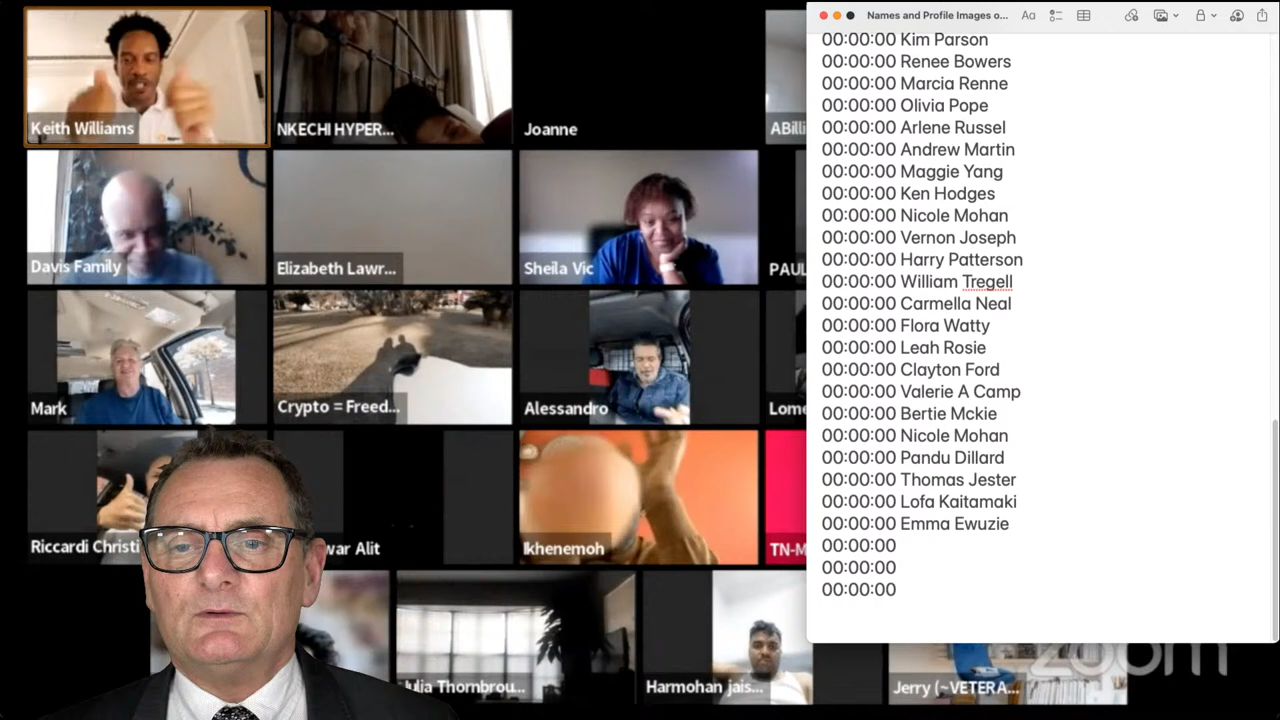 Keith Williams
NKECHI HYPER...
Joanne
ABilli
Davis Family
Elizabeth Lawr...
Sheila Vic
PAUL
Mark
Crypto = Freed...
Alessandro
Lome
Riccardi Christi
war Alit
Ikhenemoh
TN-M
ulia Thornbrou...
Harmohan jais...
Jerry (~VETERA...
zoom
Names and Profile Images o...
Aa
00:00:00 Kim Parson
00:00:00 Renee Bowers
00:00:00 Marcia Renne
00:00:00 Olivia Pope
00:00:00 Arlene Russel
00:00:00 Andrew Martin
00:00:00 Maggie Yang
00:00:00 Ken Hodges
00:00:00 Nicole Mohan
00:00:00 Vernon Joseph
00:00:00 Harry Patterson
00:00:00 William Tregell
00:00:00 Carmella Neal
00:00:00 Flora Watty
00:00:00 Leah Rosie
00:00:00 Clayton Ford
00:00:00 Valerie A Camp
00:00:00 Bertie Mckie
00:00:00 Nicole Mohan
00:00:00 Pandu Dillard
00:00:00 Thomas Jester
00:00:00 Lofa Kaitamaki
00:00:00 Emma Ewuzie
00:00:00
00:00:00
00:00:00